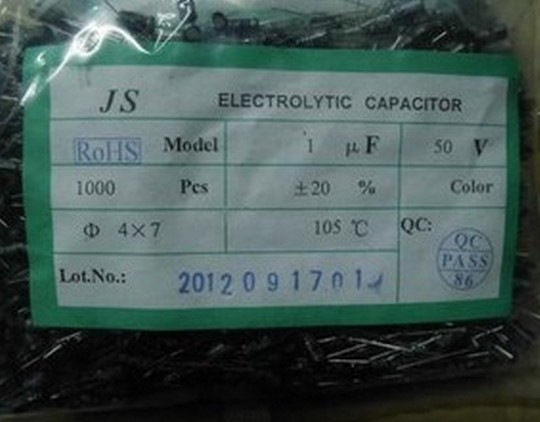 JS ELECTROLYTIC CAPACITOR
RoHS Model 1 μF 50 V
1000 Pcs ±20 % Color
Φ 4×7 105 ℃ QC:
QC
PASS
86
Lot.No.: 2012091701